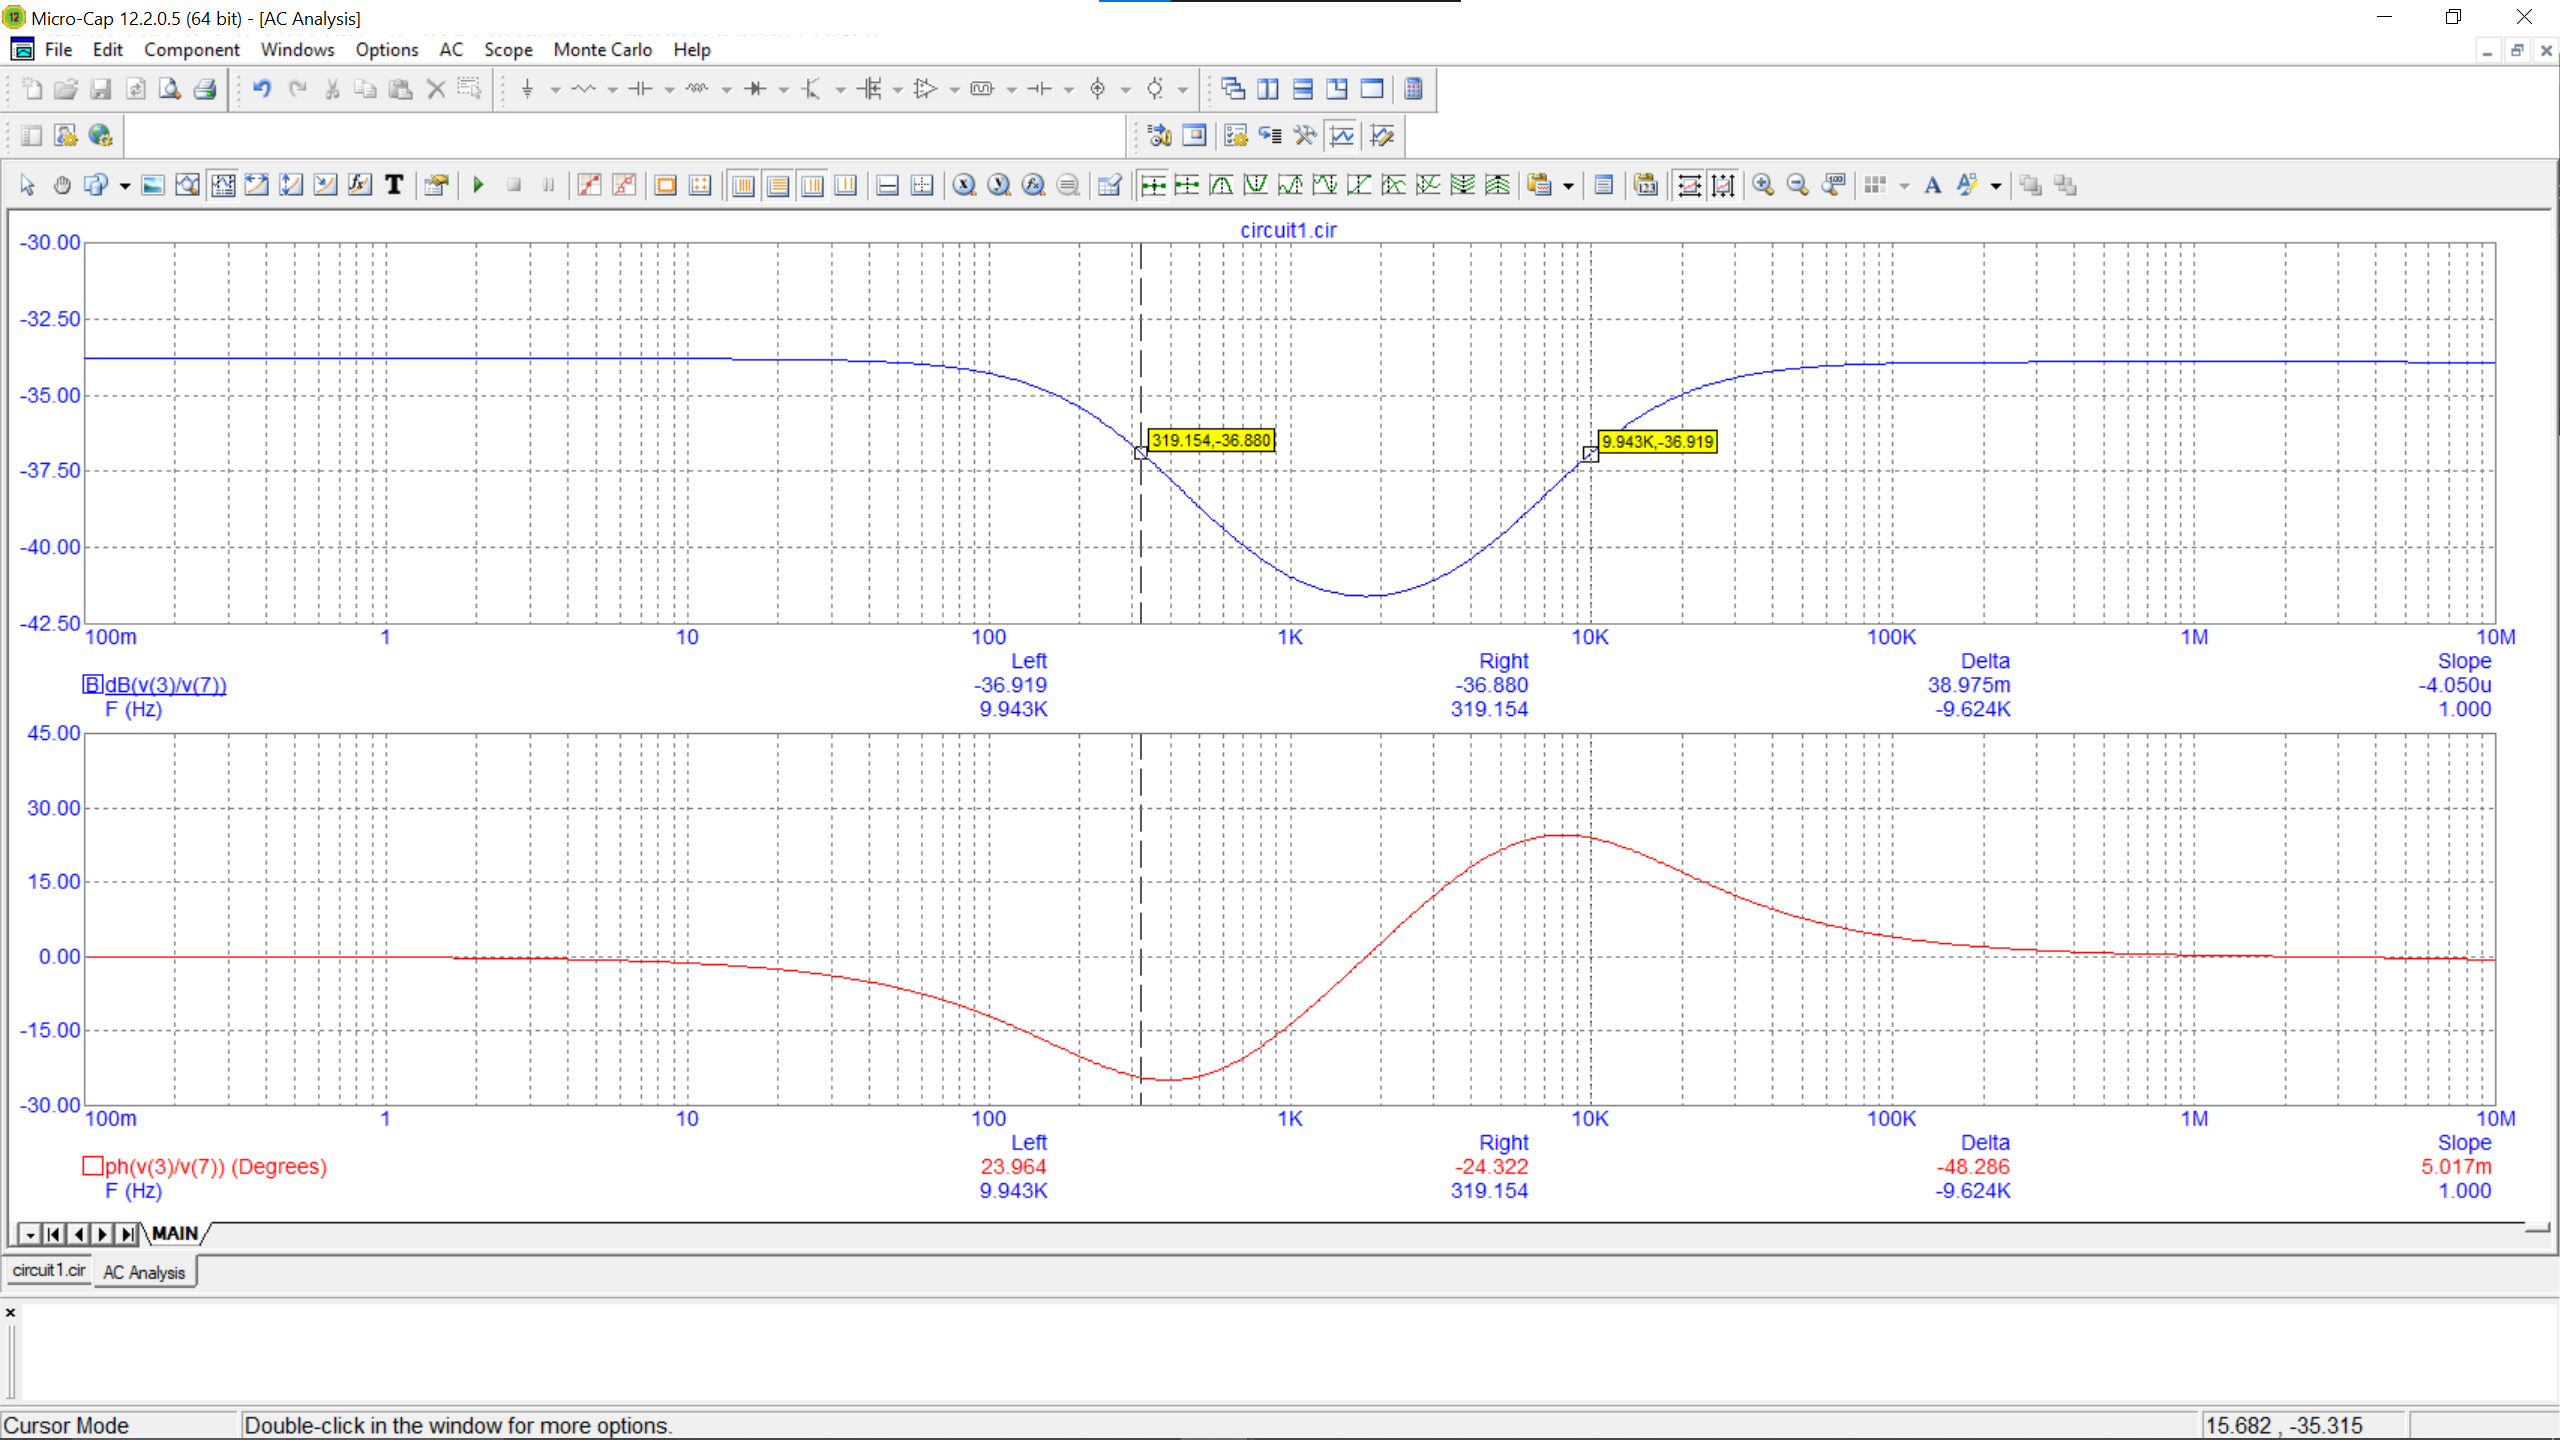 Micro-Cap 12.2.0.5 (64 bit) - [AC Analysis]
File Edit Component Windows Options AC Scope Monte Carlo Help
circuit1.cir
-30.00
-32.50
-35.00
319.154,-36.880
9.943K,-36.919
-37.50
-40.00
-42.50
100m 1 10 100 1K 10K 100K 1M 10M
Left Right Delta Slope
B dB(v(3)/v(7)) -36.919 -36.880 38.975m -4.050u
F (Hz) 9.943K 319.154 -9.624K 1.000
45.00
30.00
15.00
0.00
-15.00
-30.00
100m 1 10 100 1K 10K 100K 1M 10M
Left Right Delta Slope
ph(v(3)/v(7)) (Degrees) 23.964 -24.322 -48.286 5.017m
F (Hz) 9.943K 319.154 -9.624K 1.000
MAIN
circuit1.cir AC Analysis
Cursor Mode Double-click in the window for more options. 15.682 , -35.315